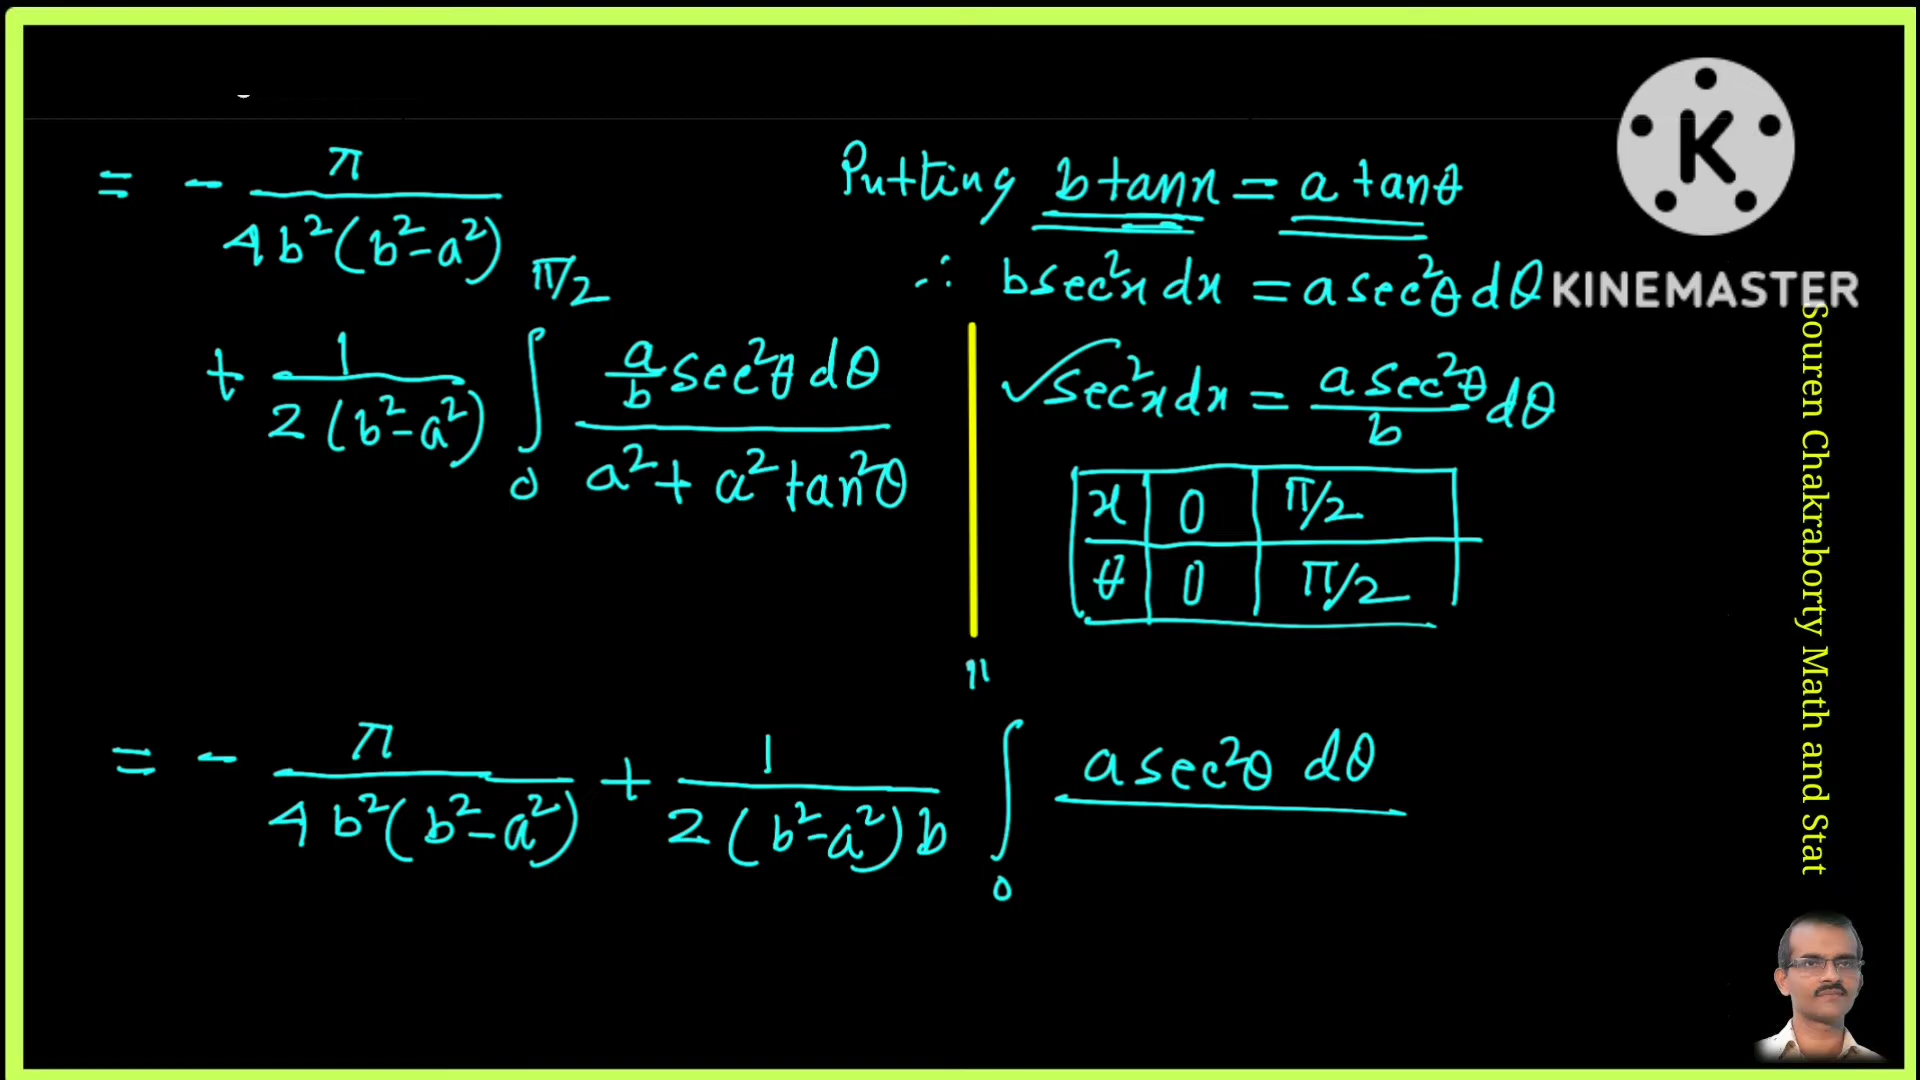 = - π / 4b²(b²-a²)
Putting b tan x = a tan θ
∴ b sec²x dx = a sec²θ dθ
+ 1 / 2(b²-a²) ∫₀^(π/2) (a/b sec²θ dθ) / (a² + a² tan²θ)
✓ sec²x dx = a sec²θ / b dθ
x 0 π/2
θ 0 π/2
= - π / 4b²(b²-a²) + 1 / 2(b²-a²)b ∫₀ a sec²θ dθ
K
KINEMASTER
Souren Chakraborty Math and Stat